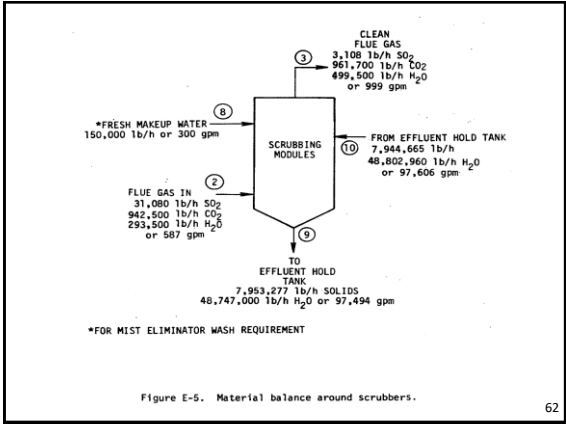 CLEAN
FLUE GAS
3,108 lb/h SO2
961,700 lb/h CO2
499,500 lb/h H2O
or 999 gpm
3
8
*FRESH MAKEUP WATER
150,000 lb/h or 300 gpm
SCRUBBING
MODULES
FROM EFFLUENT HOLD TANK
10
7,944,665 lb/h
48,802,960 lb/h H2O
or 97,606 gpm
2
FLUE GAS IN
31,080 lb/h SO2
942,500 lb/h CO2
293,500 lb/h H2O
or 587 gpm
9
TO
EFFLUENT HOLD
TANK
7,953,277 lb/h SOLIDS
48,747,000 lb/h H2O or 97,494 gpm
*FOR MIST ELIMINATOR WASH REQUIREMENT
Figure E-5. Material balance around scrubbers.
62